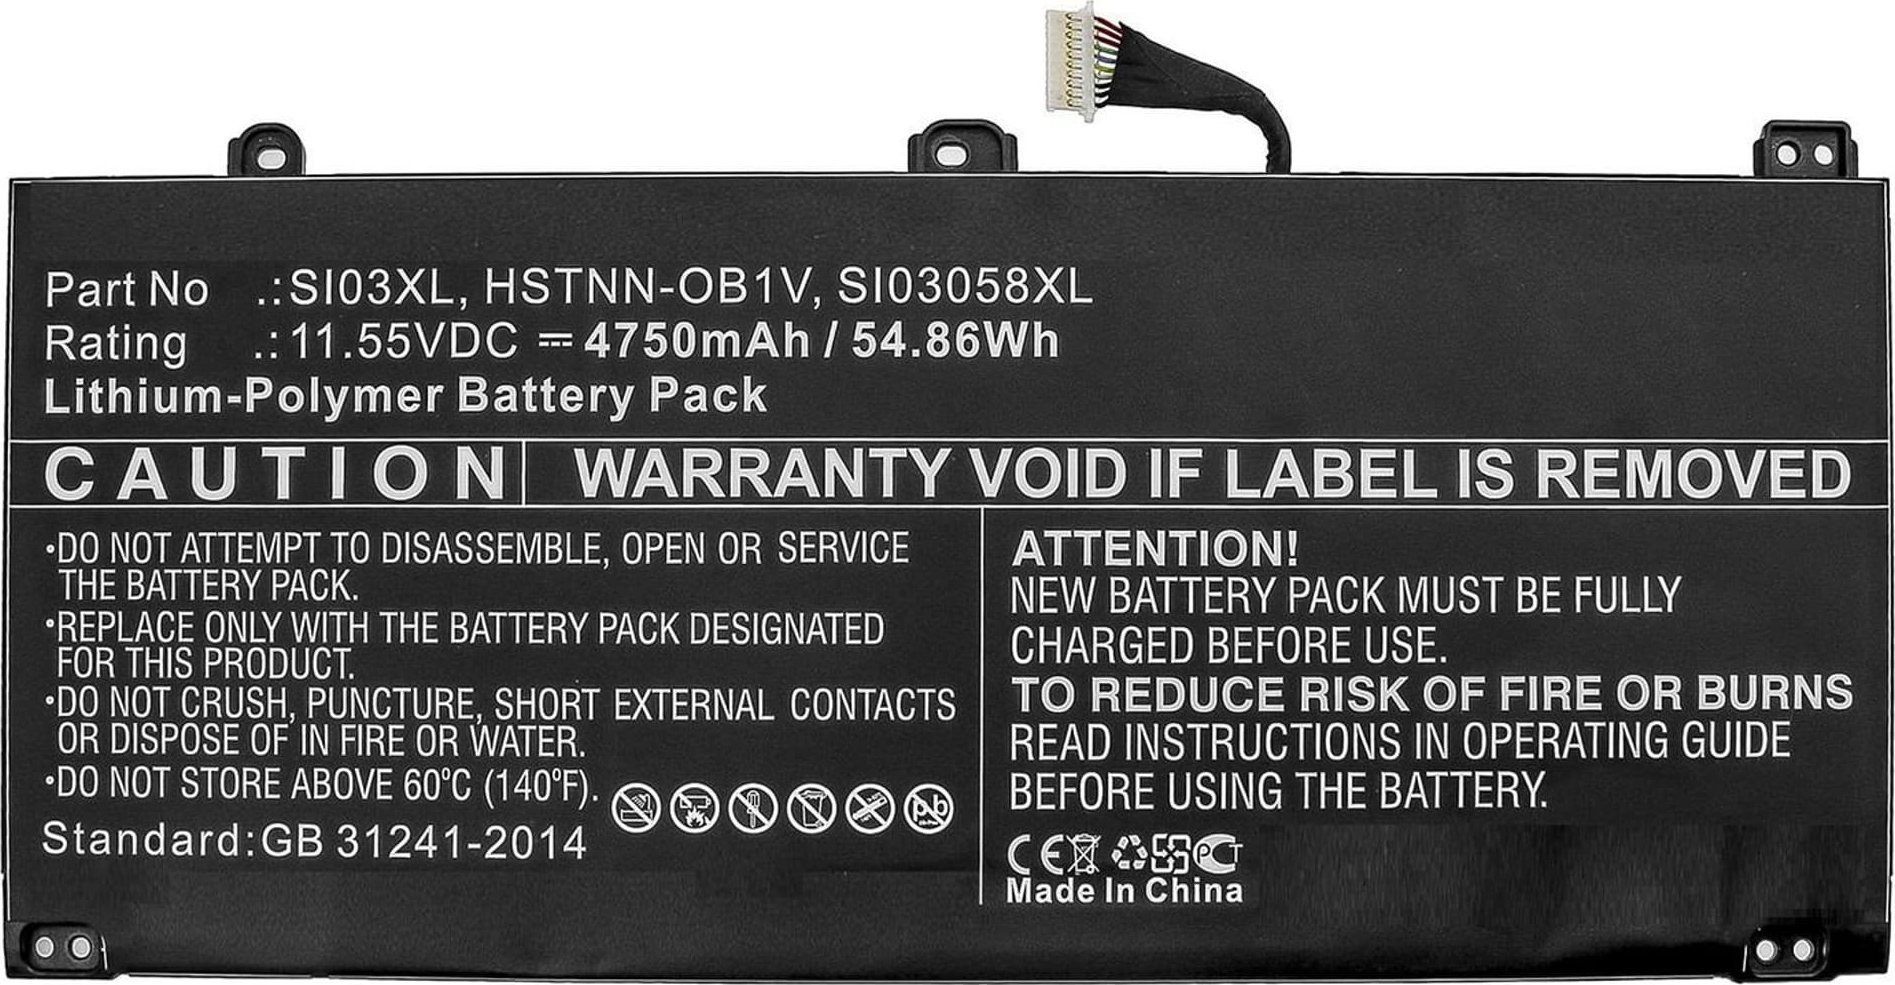 Part No .:SI03XL, HSTNN-OB1V, SI03058XL
Rating .:11.55VDC ⎓ 4750mAh / 54.86Wh
Lithium-Polymer Battery Pack
CAUTION WARRANTY VOID IF LABEL IS REMOVED
•DO NOT ATTEMPT TO DISASSEMBLE, OPEN OR SERVICE
THE BATTERY PACK.
•REPLACE ONLY WITH THE BATTERY PACK DESIGNATED
FOR THIS PRODUCT.
•DO NOT CRUSH, PUNCTURE, SHORT EXTERNAL CONTACTS
OR DISPOSE OF IN FIRE OR WATER.
•DO NOT STORE ABOVE 60ºC (140ºF).
Standard:GB 31241-2014
ATTENTION!
NEW BATTERY PACK MUST BE FULLY
CHARGED BEFORE USE.
TO REDUCE RISK OF FIRE OR BURNS
READ INSTRUCTIONS IN OPERATING GUIDE
BEFORE USING THE BATTERY.
CE PCT
Made In China